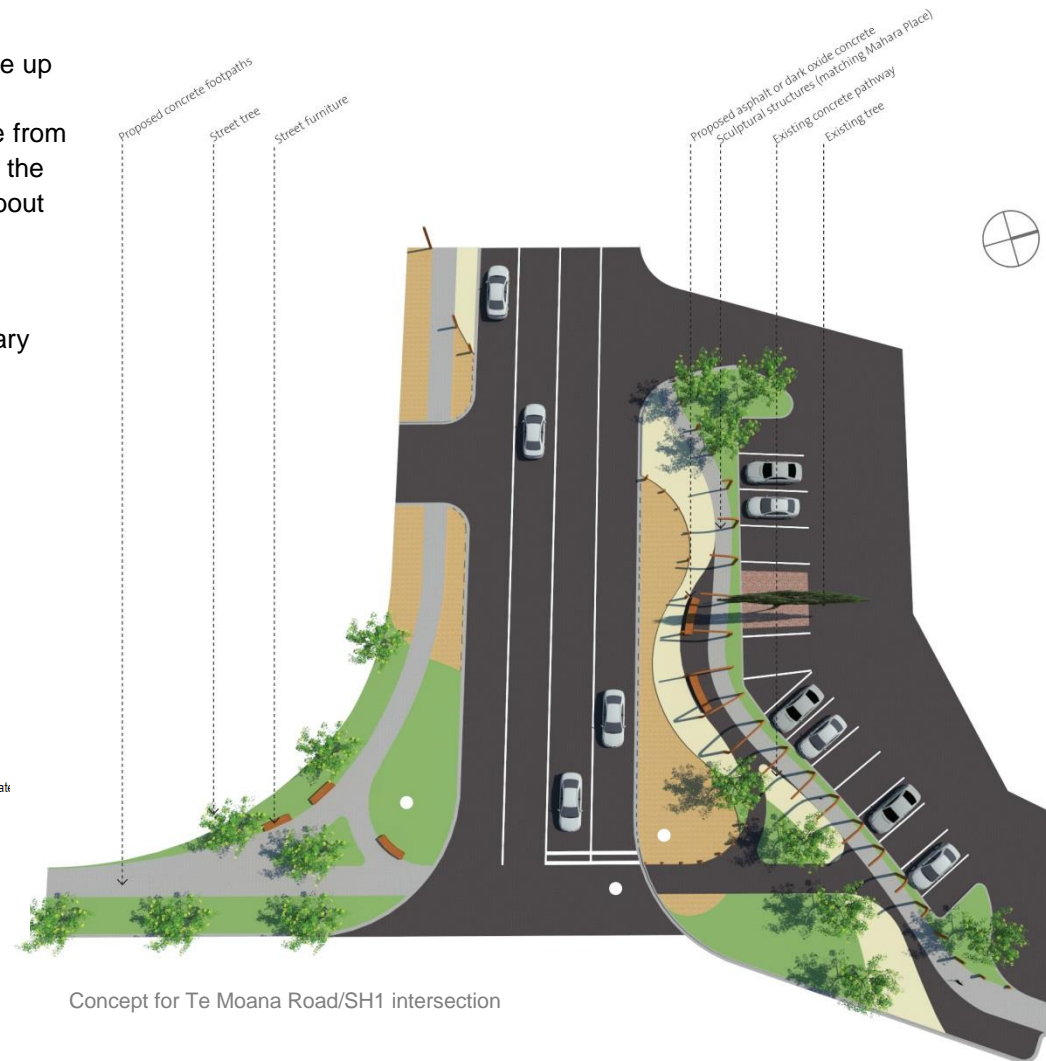 e up
e from
the
bout
ary
ate
Proposed concrete footpaths
Street tree
Street furniture
Proposed asphalt or dark oxide concrete
Sculptural structures (matching Mahara Place)
Existing concrete pathway
Existing tree
Concept for Te Moana Road/SH1 intersection